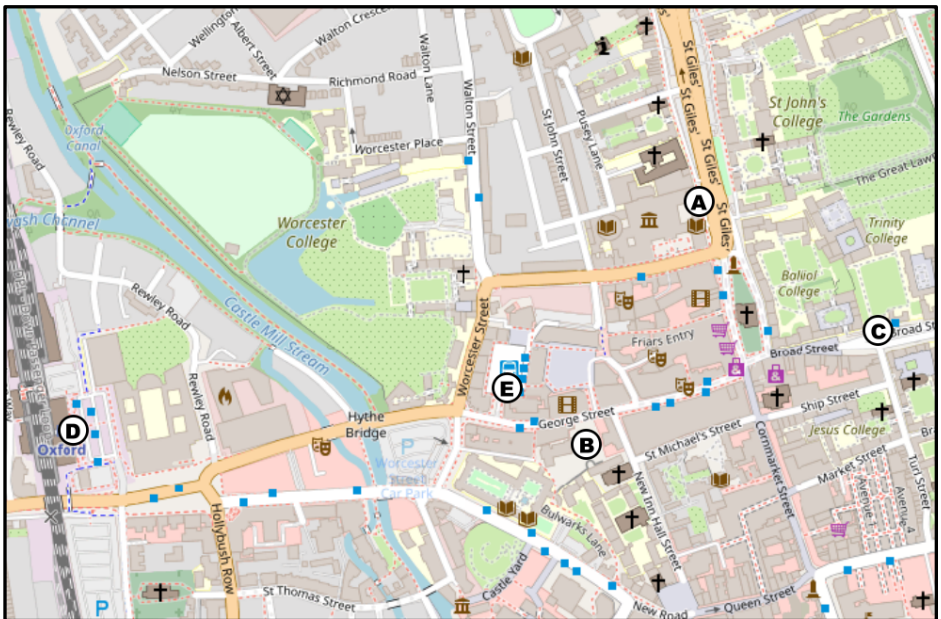 Wellington
Albert Street
Walton Crescent
Walton Lane
Nelson Street
Richmond Road
Walton Street
St Giles'
St Giles'
St Giles'
St Giles'
St John's
College
The Gardens
Rewley Road
Oxford
Canal
Worcester Place
St John Street
Pusey Lane
The Great Lawn
A
Worcester
College
Trinity
College
Balliol
College
Rewley Road
Castle Mill Stream
Worcester Street
Friars Entry
C
Broad Street
Broad St
E
Rewley Road
Hythe
Bridge
George Street
Ship Street
D
Oxford
B
St Michael's Street
Jesus College
P
Worcester
Car Park
Cornmarket Street
Market Street
Turl Street
Avenue 1
Avenue 4
New Inn Hall Street
Bulwarks Lane
Hollybush Row
Castle Yard
St Thomas Street
P
New Road
Queen Street